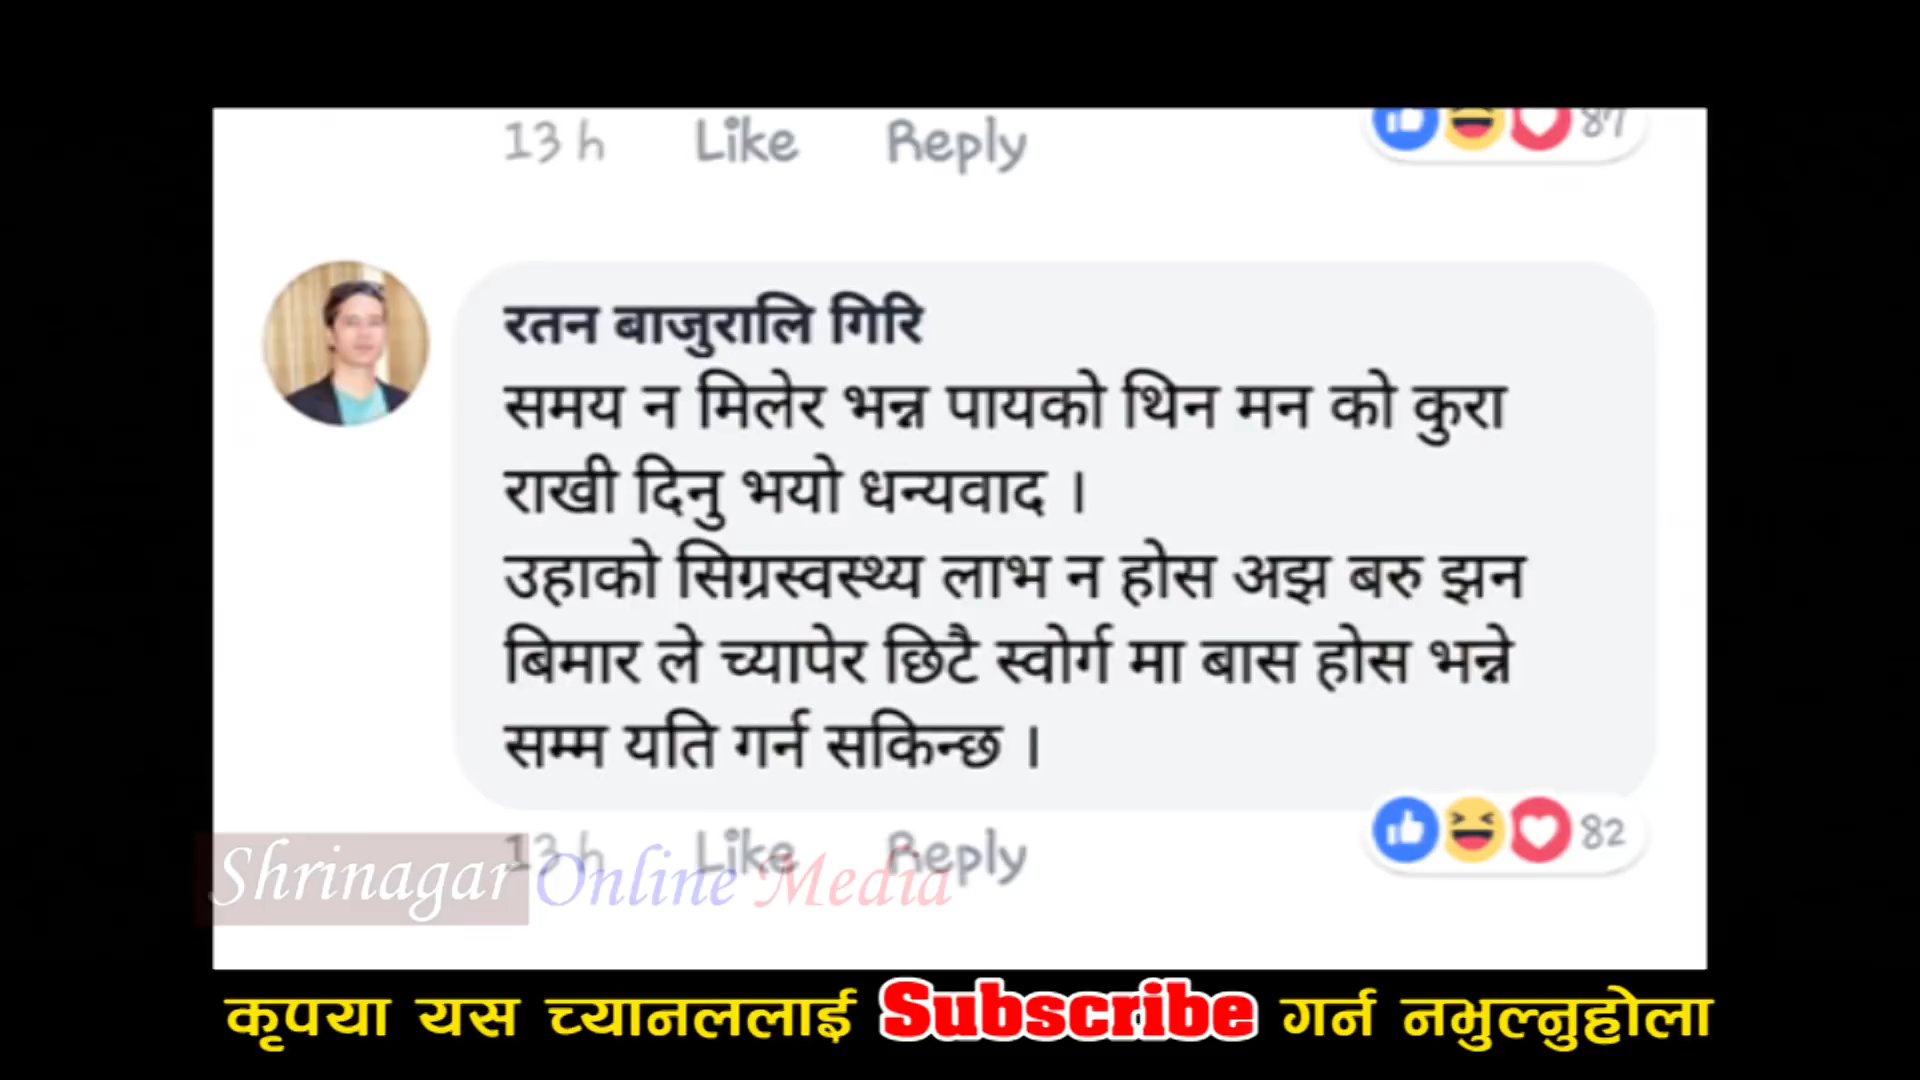 13 h Like Reply 87
रतन बाजुरालि गिरि
समय न मिलेर भन्न पायको थिन मन को कुरा
राखी दिनु भयो धन्यवाद ।
उहाको सिग्रस्वस्थ्य लाभ न होस अझ बरु झन
बिमार ले च्यापेर छिटै स्वोर्ग मा बास होस भन्ने
सम्म यति गर्न सकिन्छ ।
13 h Like Reply 82
Shrinagar Online Media
कृपया यस च्यानललाई Subscribe गर्न नभुल्नुहोला